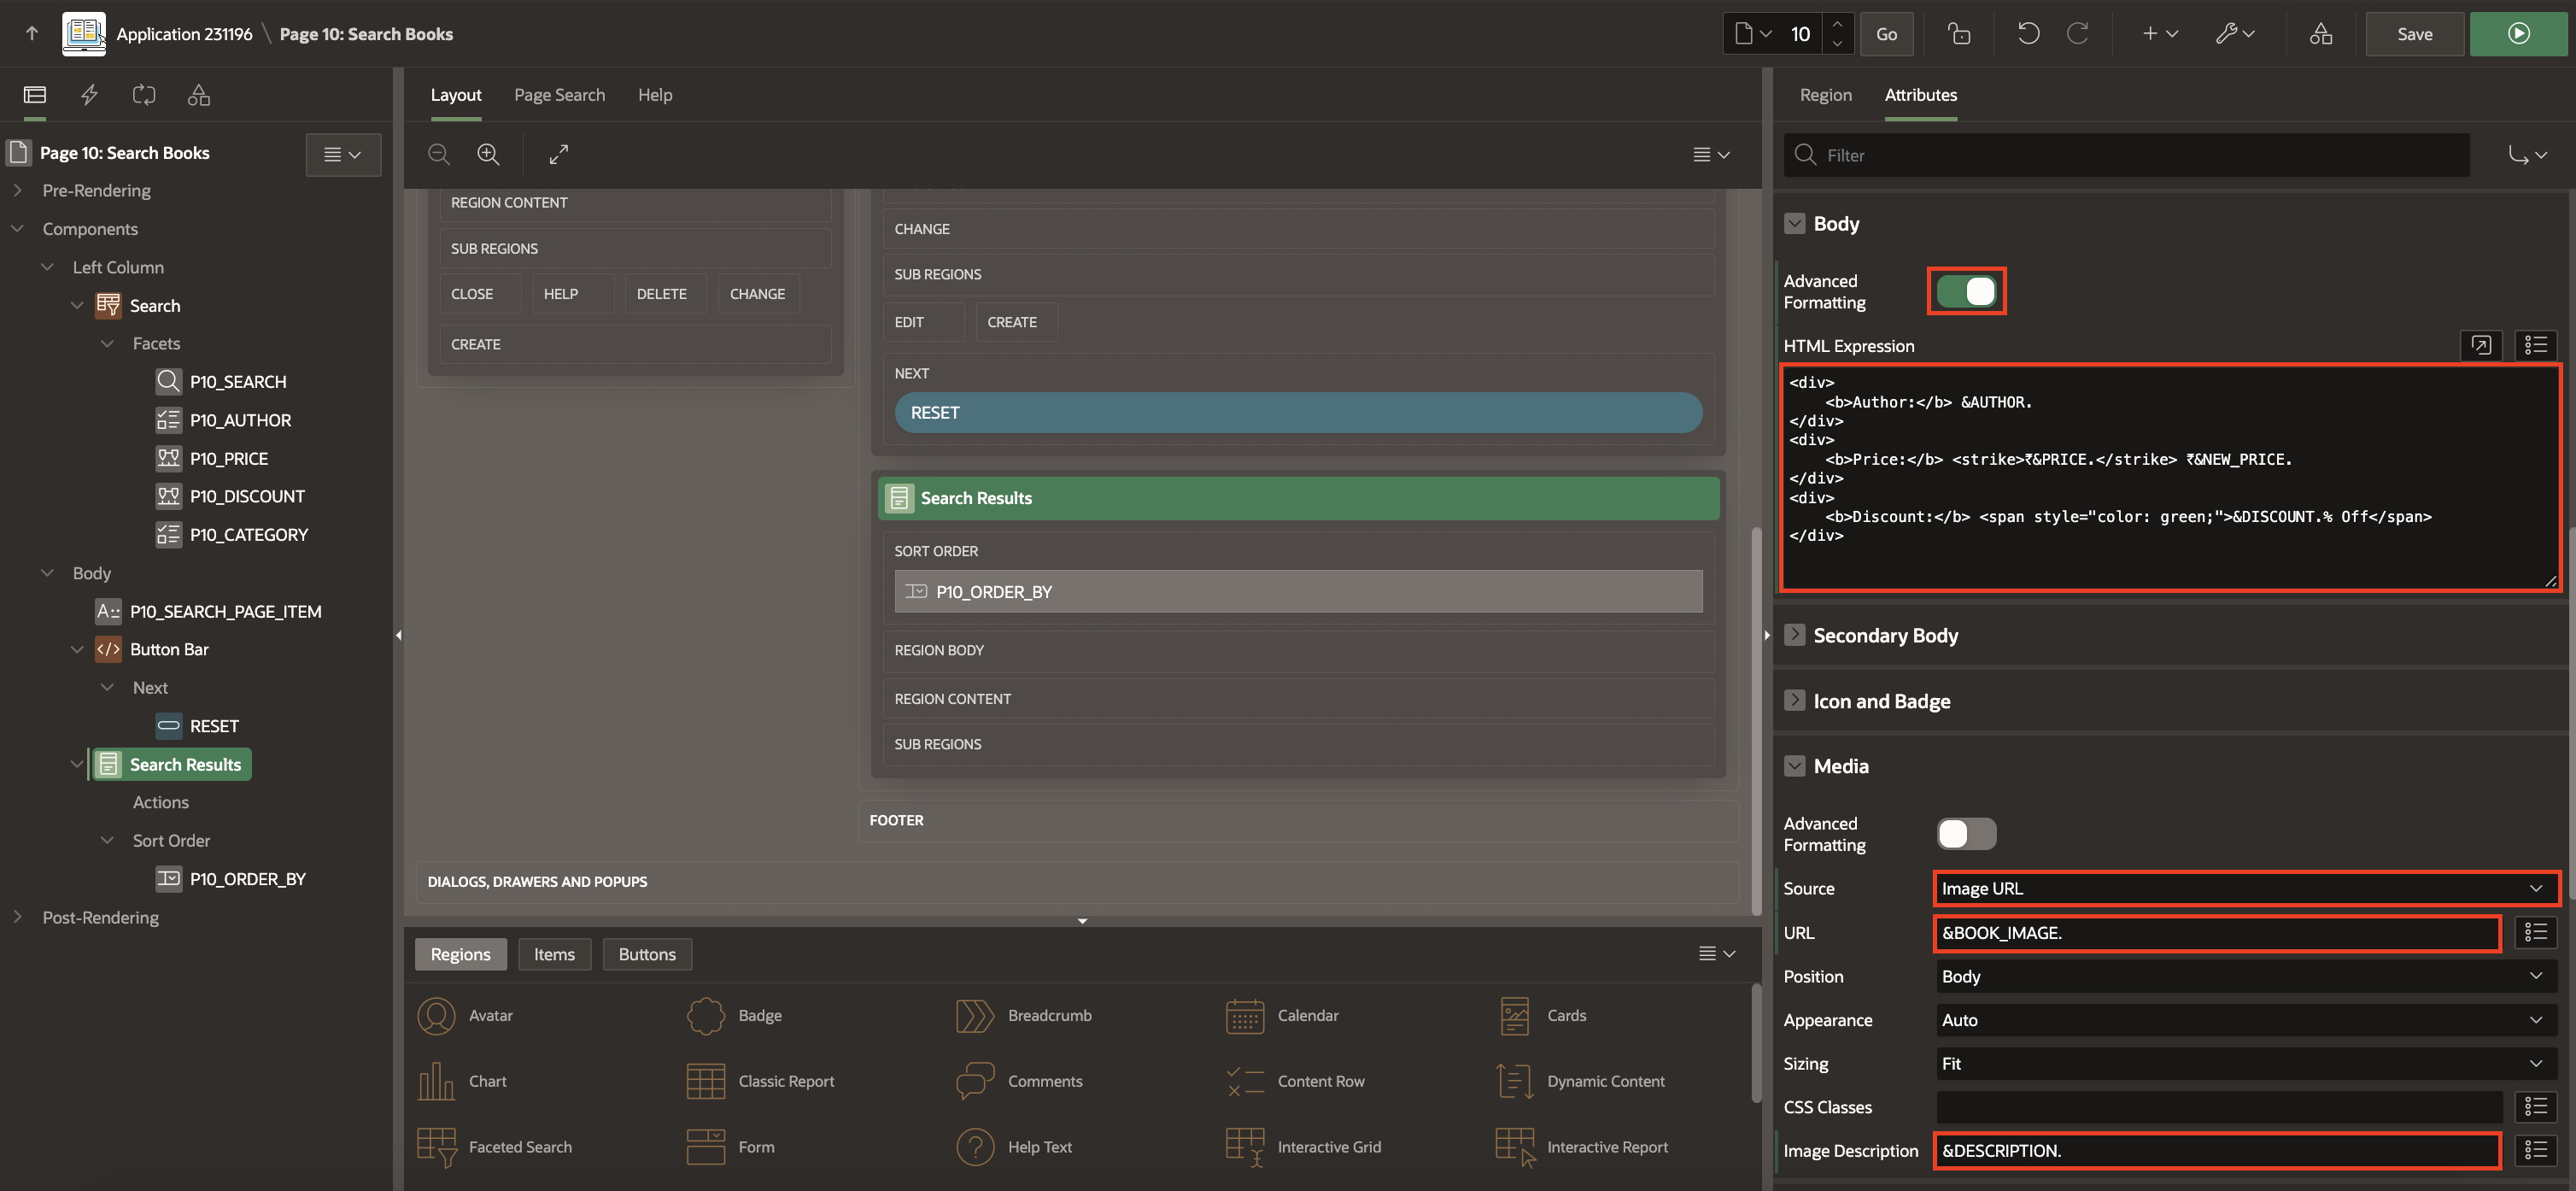 Application 231196 \ Page 10: Search Books
10
Go
Save
Page 10: Search Books
Pre-Rendering
Components
Left Column
Search
Facets
P10_SEARCH
P10_AUTHOR
P10_PRICE
P10_DISCOUNT
P10_CATEGORY
Body
P10_SEARCH_PAGE_ITEM
Button Bar
Next
RESET
Search Results
Actions
Sort Order
P10_ORDER_BY
Post-Rendering
Layout Page Search Help
REGION CONTENT
SUB REGIONS
CLOSE HELP DELETE CHANGE
CREATE
CHANGE
SUB REGIONS
EDIT CREATE
NEXT
RESET
Search Results
SORT ORDER
P10_ORDER_BY
REGION BODY
REGION CONTENT
SUB REGIONS
FOOTER
DIALOGS, DRAWERS AND POPUPS
Regions Items Buttons
Avatar Badge Breadcrumb Calendar Cards
Chart Classic Report Comments Content Row Dynamic Content
Faceted Search Form Help Text Interactive Grid Interactive Report
Region Attributes
Filter
Body
Advanced
Formatting
HTML Expression
<div>
    <b>Author:</b> &AUTHOR.
</div>
<div>
    <b>Price:</b> <strike>₹&PRICE.</strike> ₹&NEW_PRICE.
</div>
<div>
    <b>Discount:</b> <span style="color: green;">&DISCOUNT.% Off</span>
</div>
Secondary Body
Icon and Badge
Media
Advanced
Formatting
Source Image URL
URL &BOOK_IMAGE.
Position Body
Appearance Auto
Sizing Fit
CSS Classes
Image Description &DESCRIPTION.